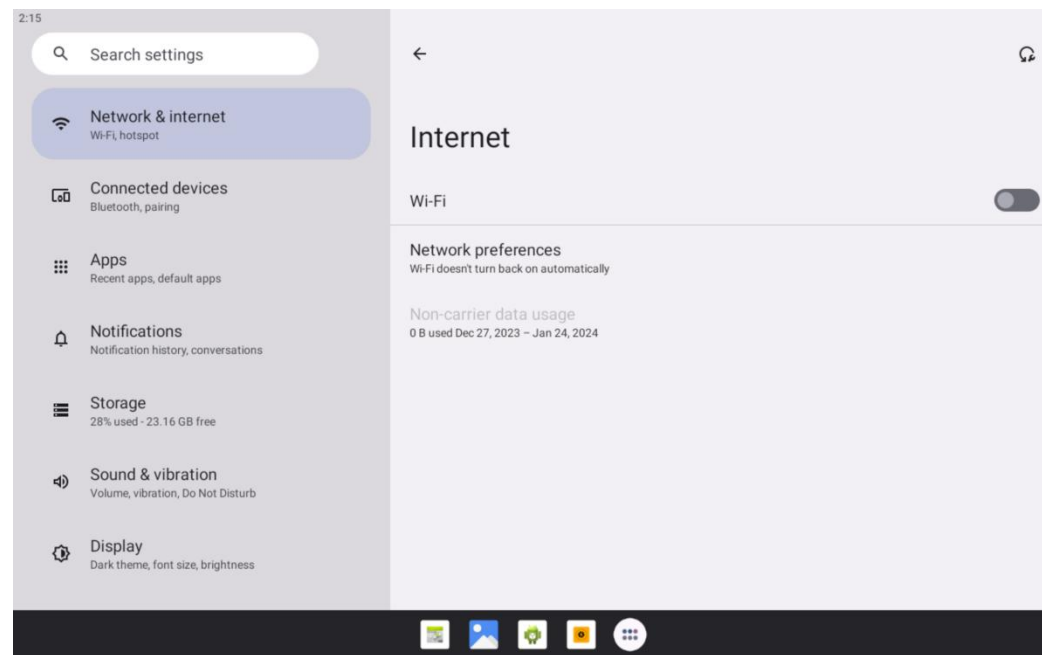 2:15
Search settings
Network & internet
Wi-Fi, hotspot
Connected devices
Bluetooth, pairing
Apps
Recent apps, default apps
Notifications
Notification history, conversations
Storage
28% used - 23.16 GB free
Sound & vibration
Volume, vibration, Do Not Disturb
Display
Dark theme, font size, brightness
Internet
Wi-Fi
Network preferences
Wi-Fi doesn't turn back on automatically
Non-carrier data usage
0 B used Dec 27, 2023 – Jan 24, 2024